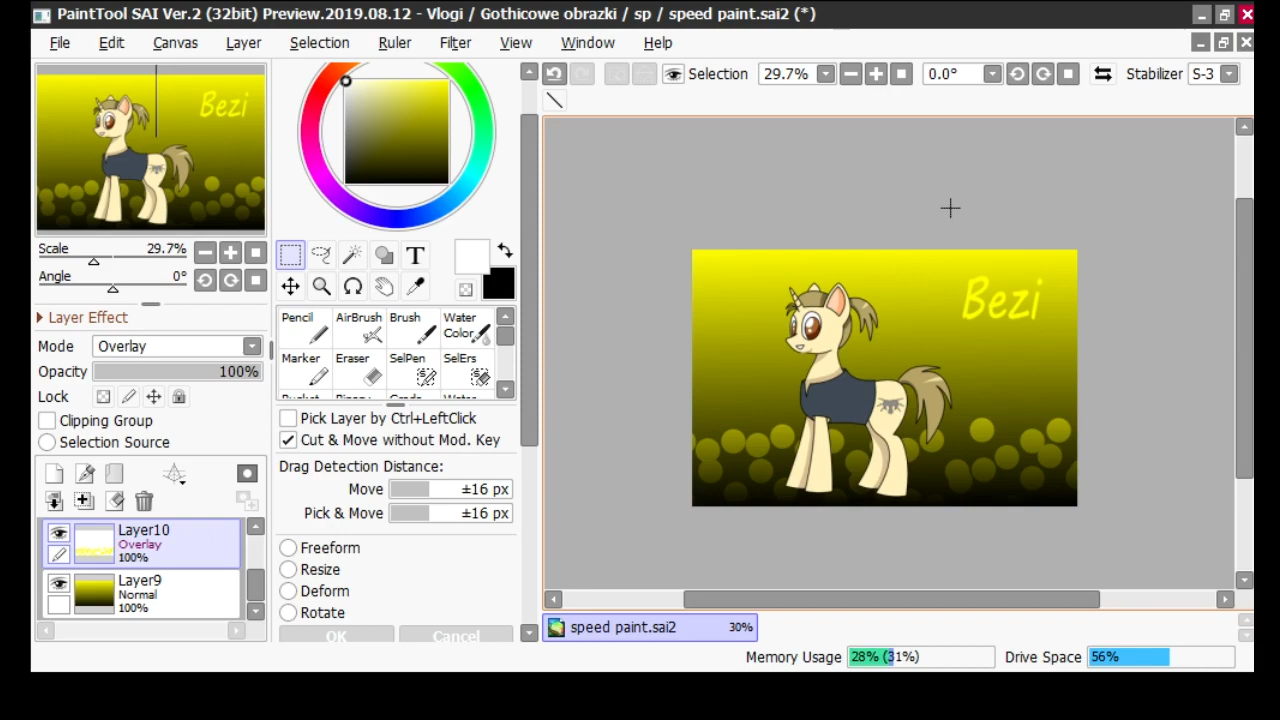 PaintTool SAI Ver.2 (32bit) Preview.2019.08.12 - Vlogi / Gothicowe obrazki / sp / speed paint.sai2 (*)
File Edit Canvas Layer Selection Ruler Filter View Window Help
Selection 29.7% 0.0° Stabilizer S-3
Bezi
Scale 29.7%
Angle 0°
Layer Effect
Mode Overlay
Opacity 100%
Lock
Clipping Group
Selection Source
Layer10
Overlay
100%
Layer9
Normal
100%
T
Pencil AirBrush Brush Water Color
Marker Eraser SelPen SelErs
Pick Layer by Ctrl+LeftClick
Cut & Move without Mod. Key
Drag Detection Distance:
Move ±16 px
Pick & Move ±16 px
Freeform
Resize
Deform
Rotate
OK Cancel
Bezi
speed paint.sai2 30%
Memory Usage 28% (31%) Drive Space 56%